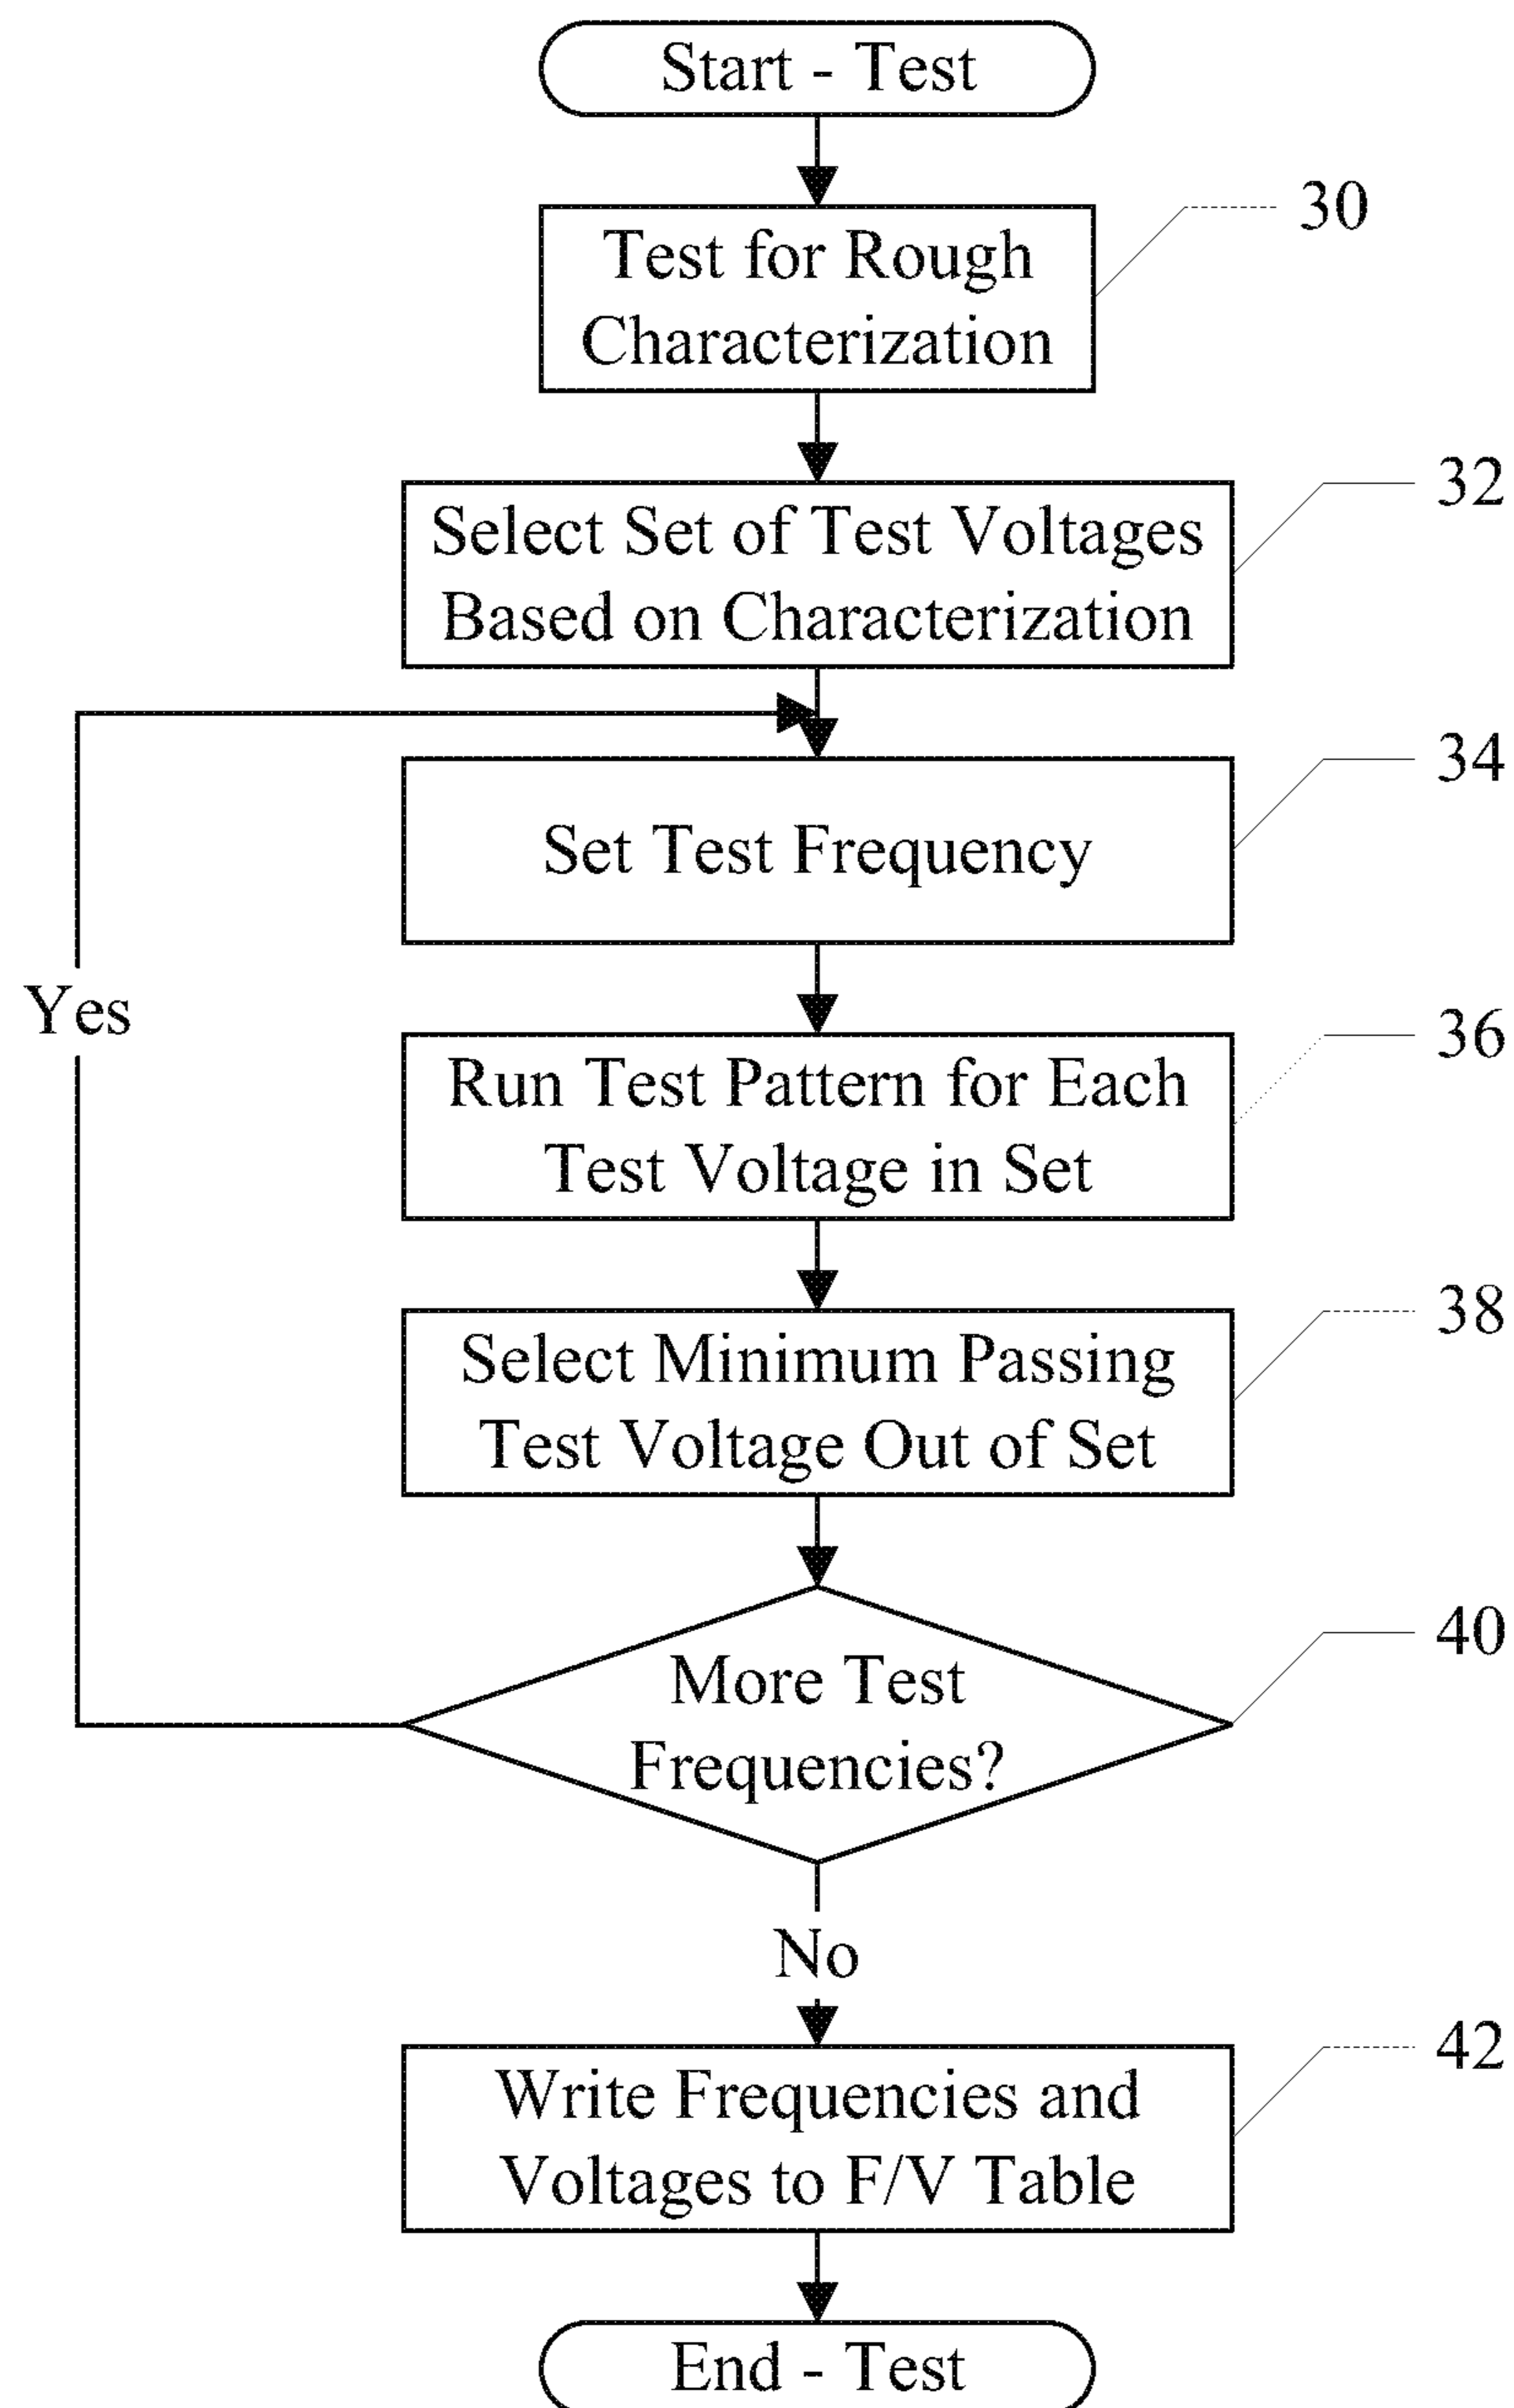 Start - Test
30
Test for Rough
Characterization
32
Select Set of Test Voltages
Based on Characterization
34
Set Test Frequency
Yes
36
Run Test Pattern for Each
Test Voltage in Set
38
Select Minimum Passing
Test Voltage Out of Set
40
More Test
Frequencies?
No
42
Write Frequencies and
Voltages to F/V Table
End - Test